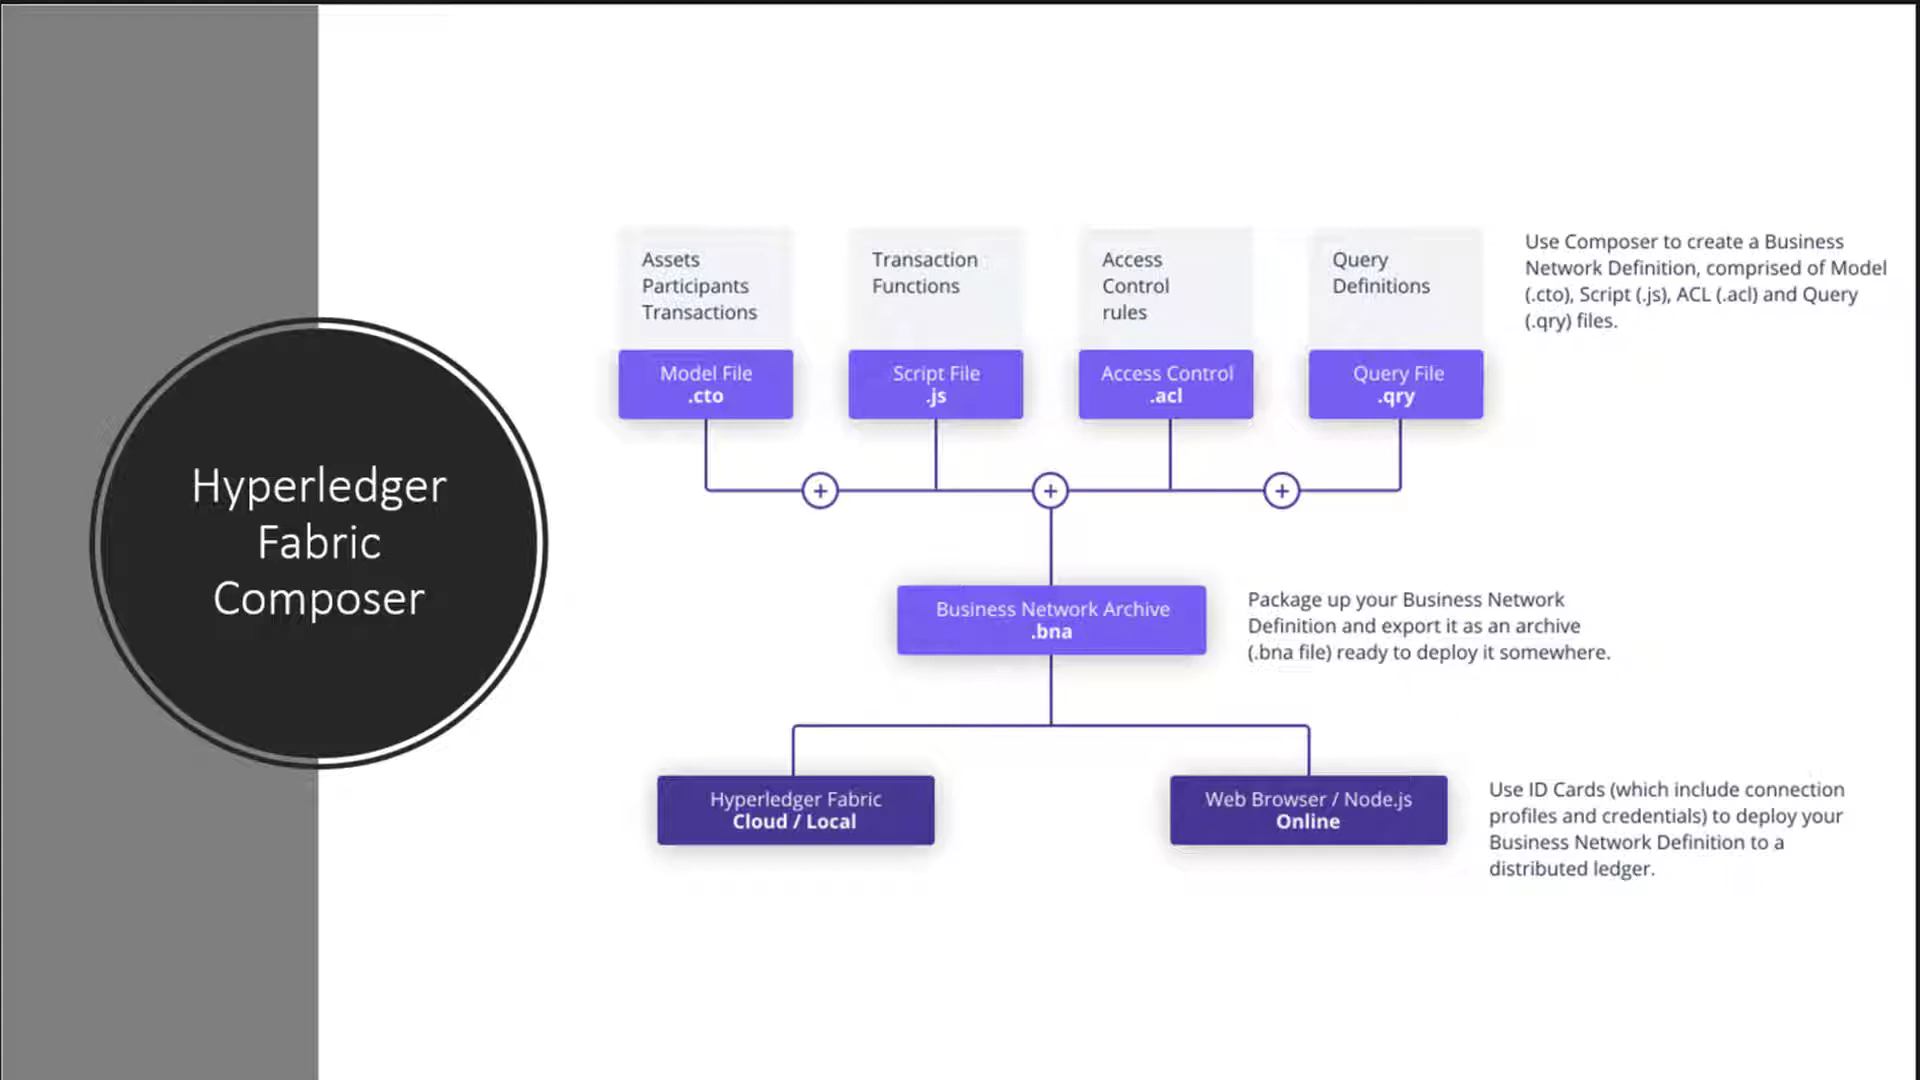 Hyperledger
Fabric
Composer
Assets
Participants
Transactions
Model File
.cto
Transaction
Functions
Script File
.js
Access
Control
rules
Access Control
.acl
Query
Definitions
Query File
.qry
Use Composer to create a Business
Network Definition, comprised of Model
(.cto), Script (.js), ACL (.acl) and Query
(.qry) files.
+
+
+
Business Network Archive
.bna
Package up your Business Network
Definition and export it as an archive
(.bna file) ready to deploy it somewhere.
Hyperledger Fabric
Cloud / Local
Web Browser / Node.js
Online
Use ID Cards (which include connection
profiles and credentials) to deploy your
Business Network Definition to a
distributed ledger.